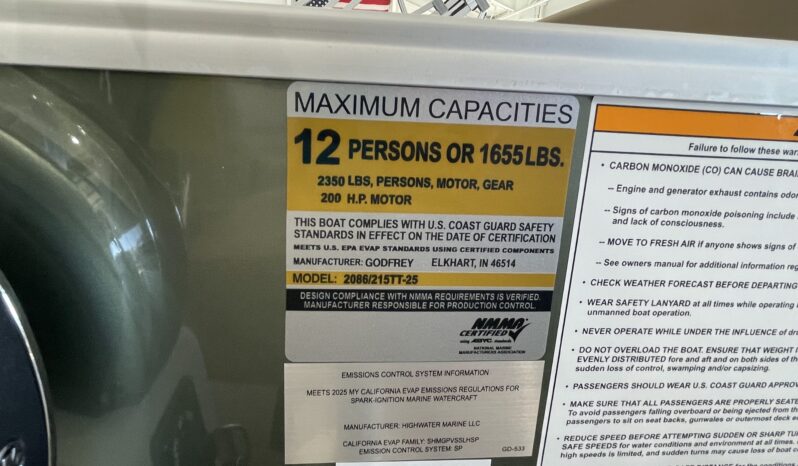 MAXIMUM CAPACITIES
12 PERSONS OR 1655 LBS.
2350 LBS, PERSONS, MOTOR, GEAR
200 H.P. MOTOR
THIS BOAT COMPLIES WITH U.S. COAST GUARD SAFETY
STANDARDS IN EFFECT ON THE DATE OF CERTIFICATION
MEETS U.S. EPA EVAP STANDARDS USING CERTIFIED COMPONENTS
MANUFACTURER: GODFREY ELKHART, IN 46514
MODEL: 2086/215TT-25
DESIGN COMPLIANCE WITH NMMA REQUIREMENTS IS VERIFIED.
MANUFACTURER RESPONSIBLE FOR PRODUCTION CONTROL.
NMMA
CERTIFIED
using ABYC standards
NATIONAL MARINE
MANUFACTURERS ASSOCIATION
EMISSIONS CONTROL SYSTEM INFORMATION
MEETS 2025 MY CALIFORNIA EVAP EMISSIONS REGULATIONS FOR
SPARK-IGNITION MARINE WATERCRAFT
MANUFACTURER: HIGHWATER MARINE LLC
CALIFORNIA EVAP FAMILY: SHMGPVSSLHSP
EMISSION CONTROL SYSTEM: SP GD-533
Failure to follow these
• CARBON MONOXIDE (CO) CAN CAUSE
-- Engine and generator exhaust contains
-- Signs of carbon monoxide poisoning include
and lack of consciousness.
-- MOVE TO FRESH AIR if anyone shows signs of
-- See owners manual for additional information
• CHECK WEATHER FORECAST BEFORE DEPARTING
• WEAR SAFETY LANYARD at all times while operating
unmanned boat operation.
• NEVER OPERATE WHILE UNDER THE INFLUENCE of
• DO NOT OVERLOAD THE BOAT. ENSURE THAT WEIGHT
EVENLY DISTRIBUTED fore and aft and on both sides of
sudden loss of control, swamping and/or capsizing.
• PASSENGERS SHOULD WEAR U.S. COAST GUARD
• MAKE SURE THAT ALL PASSENGERS ARE PROPERLY
To avoid passengers falling overboard or being ejected from
passengers to sit on seat backs, gunwales or outermost deck
• REDUCE SPEED BEFORE ATTEMPTING SUDDEN OR SHARP
SAFE SPEEDS for water conditions and environment at all times.
high speeds is limited, and sudden turns may cause loss of